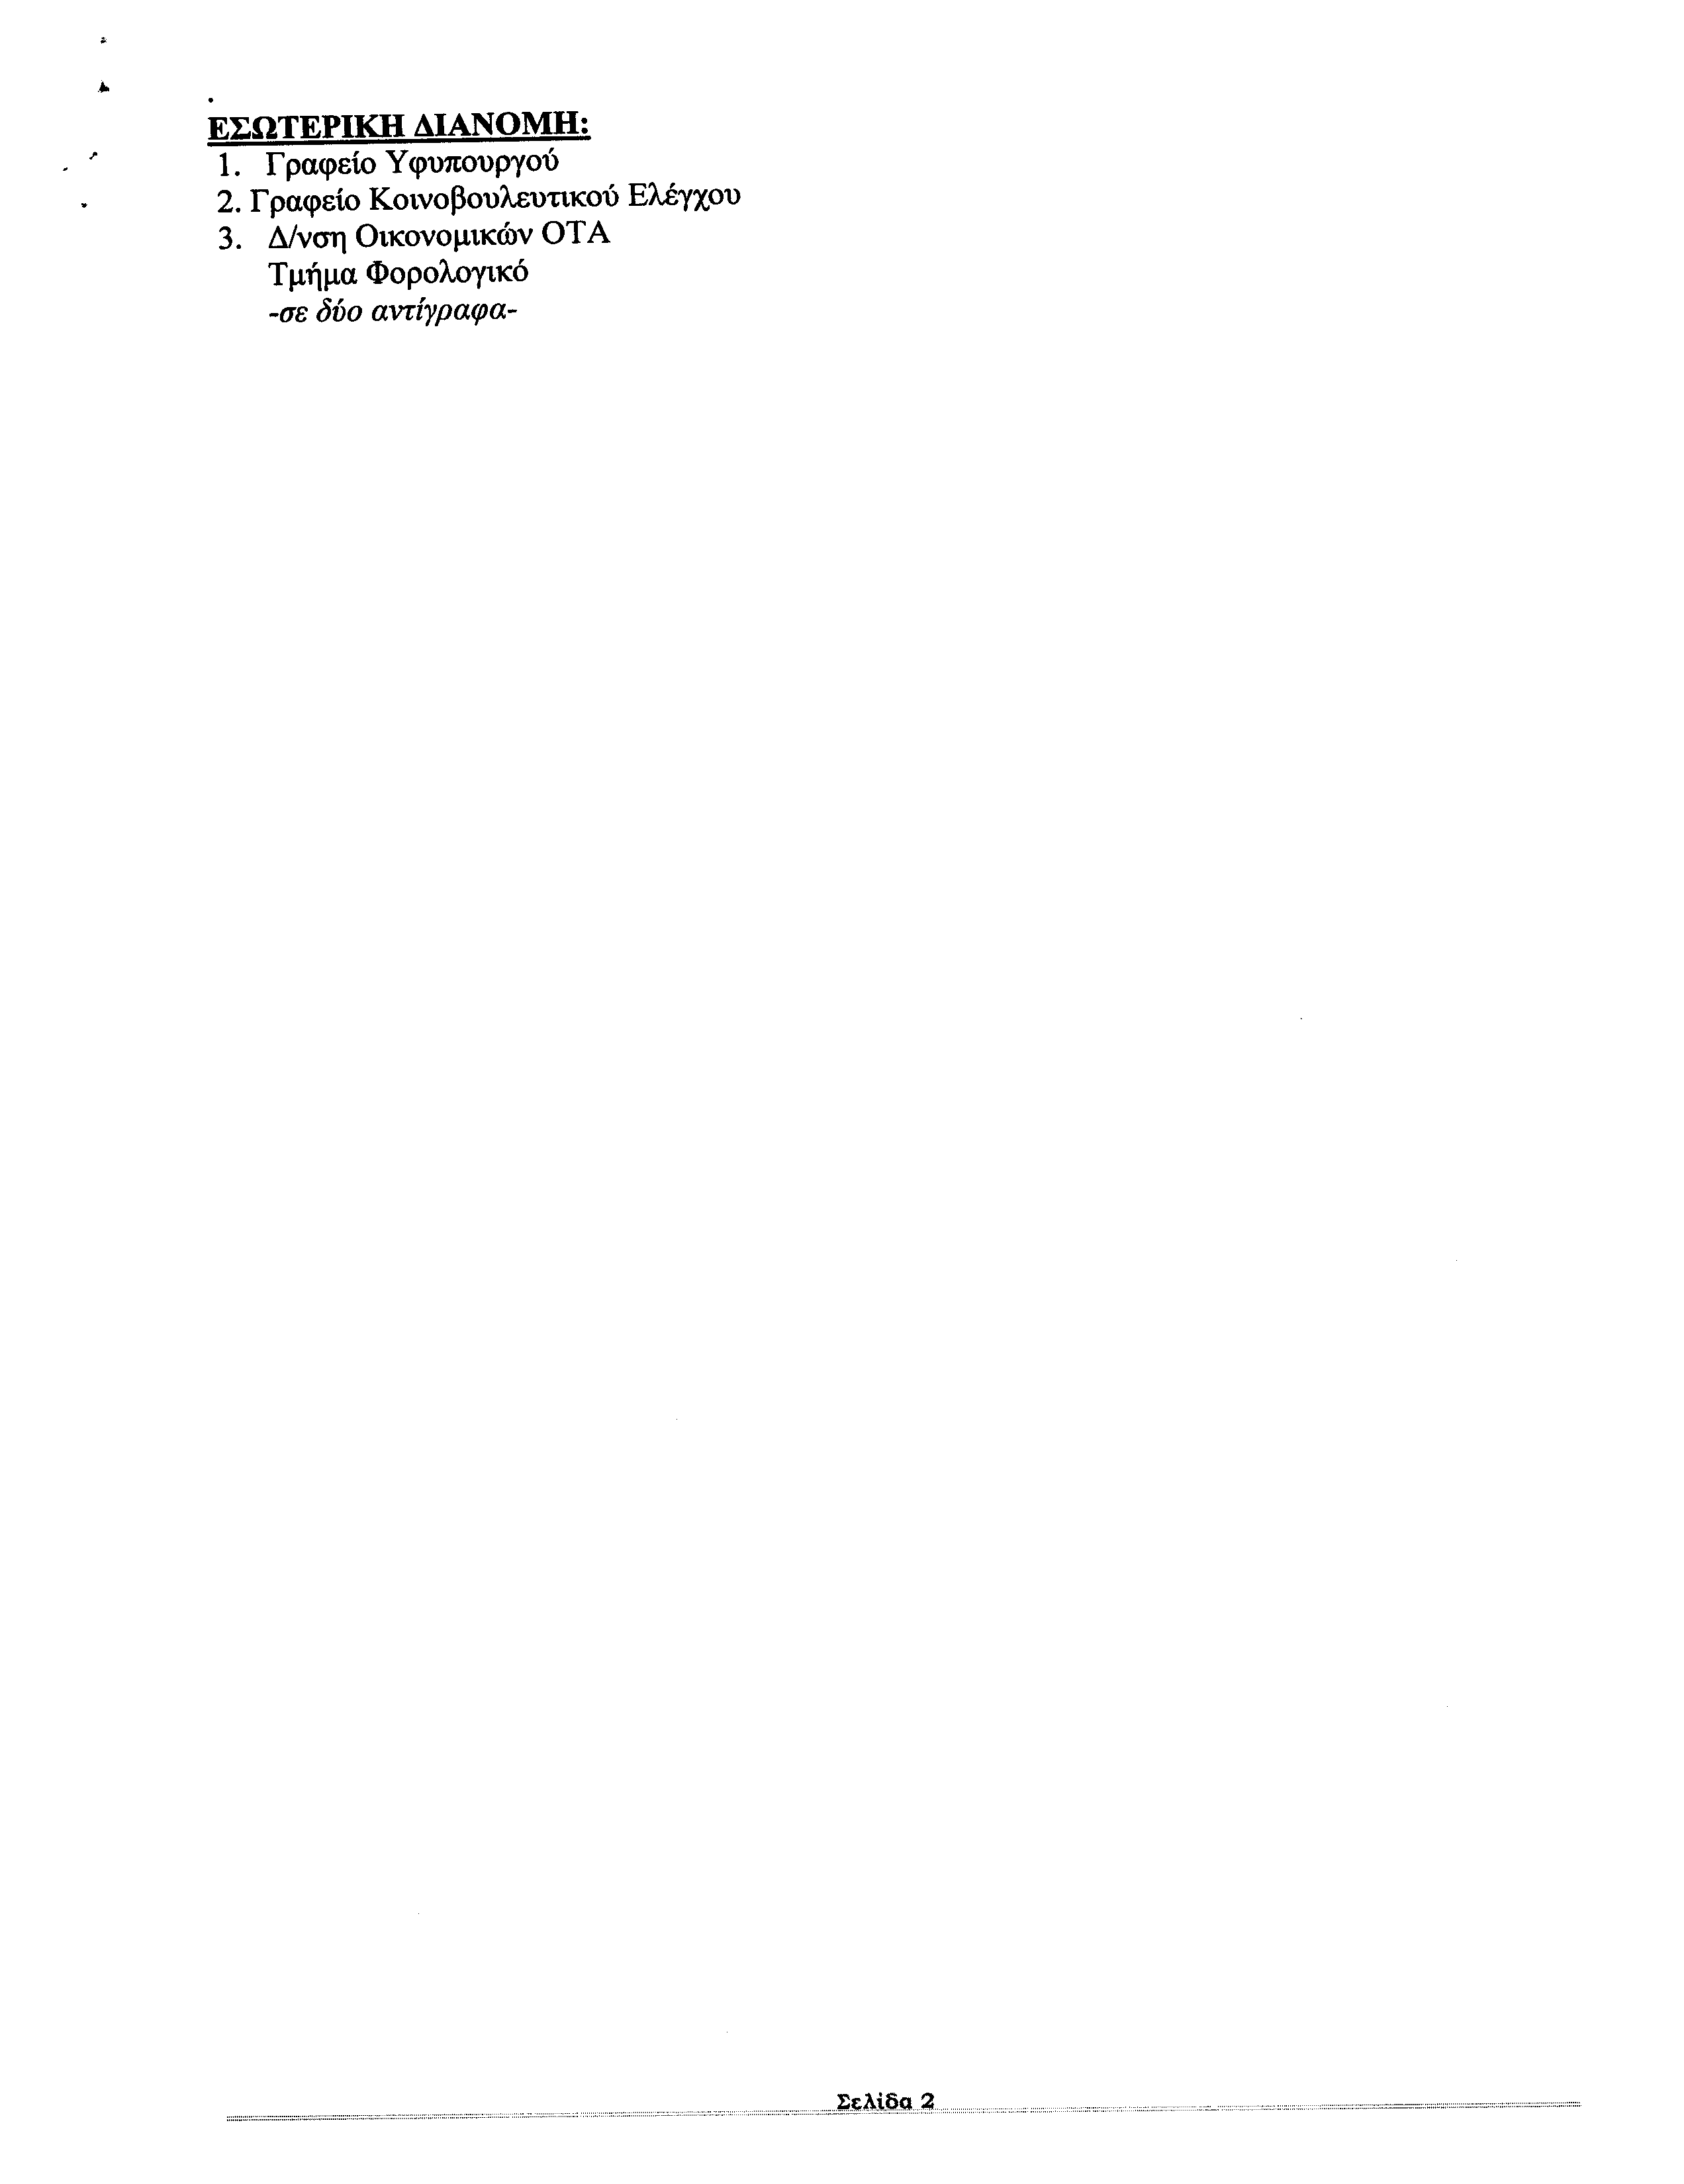 ΕΣΩΤΕΡΙΚΗ ΔΙΑΝΟΜΗ:
1. Γραφείο Υφυπουργού
2. Γραφείο Κοινοβουλευτικού Ελέγχου
3. Δ/νση Οικονομικών ΟΤΑ
Τμήμα Φορολογικό
-σε δύο αντίγραφα-
Σελίδα 2